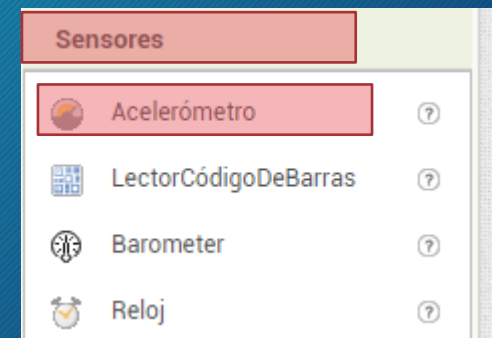 Sensores
Acelerómetro ?
LectorCódigoDeBarras ?
Barometer ?
Reloj ?